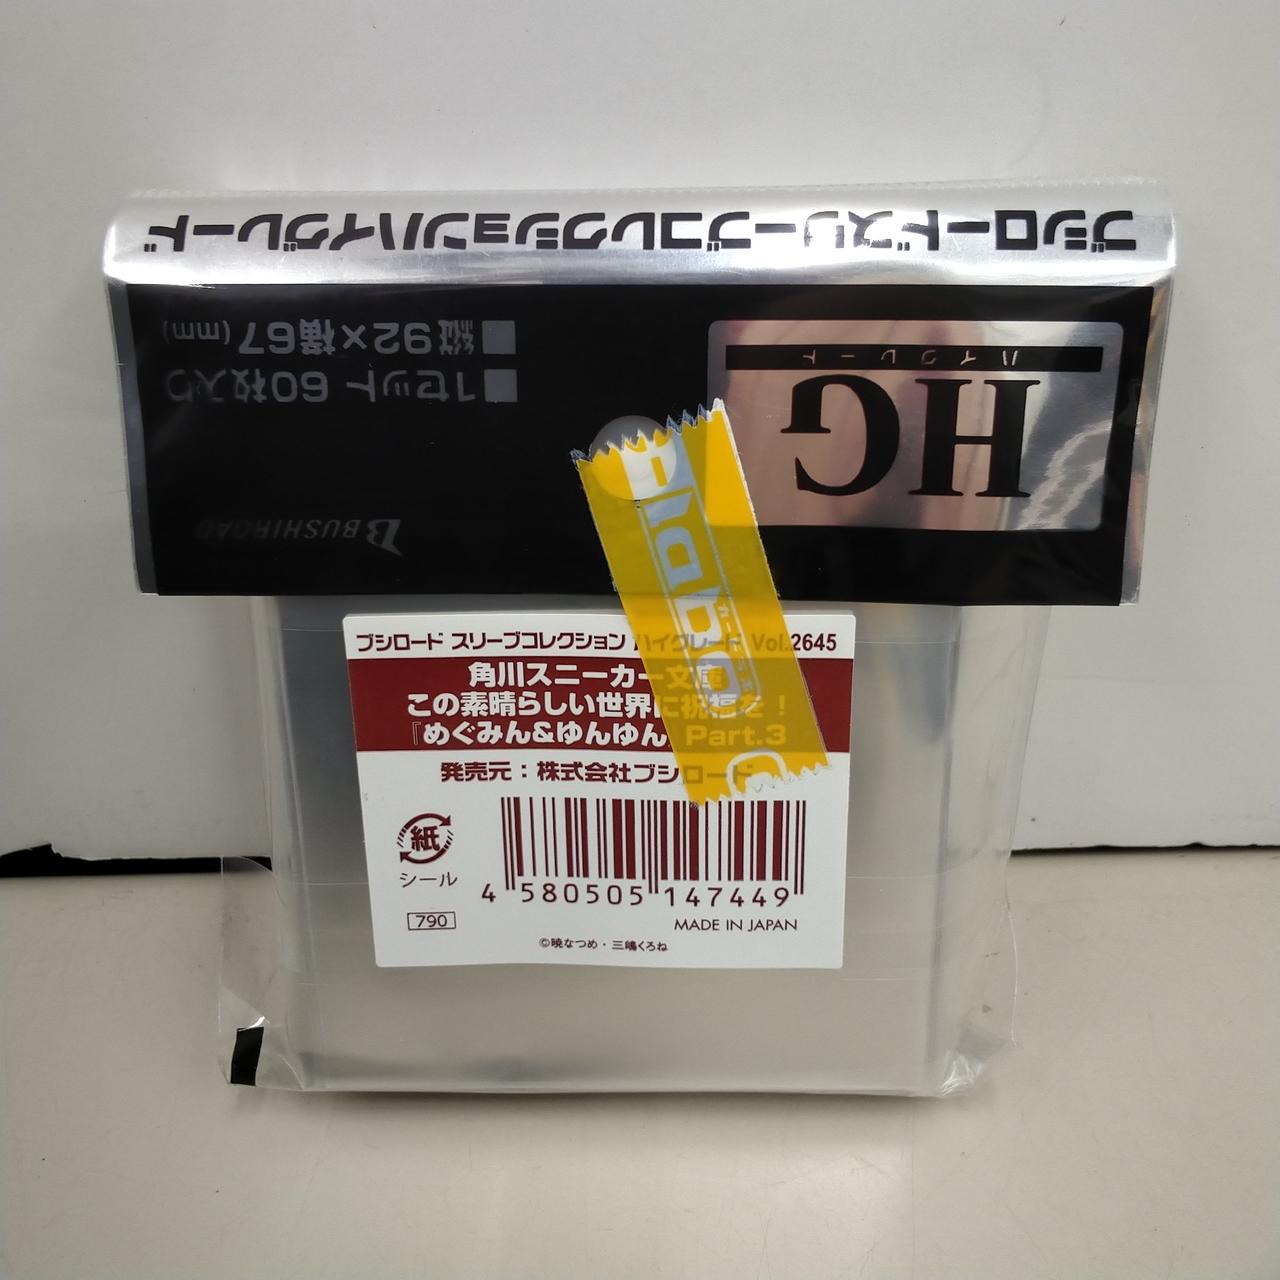 ブシロードスリーブコレクションハイグレード
HG
ハイグレード
1セット 60枚入り
縦92×横67(mm)
BUSHIROAD
ブシロード スリーブコレクション ハイグレード Vol.2645
角川スニーカー文庫
この素晴らしい世界に祝福を！
『めぐみん&ゆんゆん』Part.3
発売元：株式会社ブシロード
紙
シール
4 580505 147449
790
MADE IN JAPAN
©暁なつめ・三嶋くろね